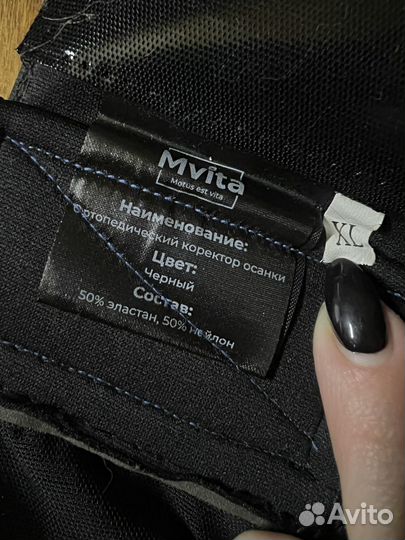 Mvita
Motus est vita
Наименование:
Ортопедический коректор осанки
Цвет:
Черный
Состав:
50% эластан, 50% нейлон
XL
Avito